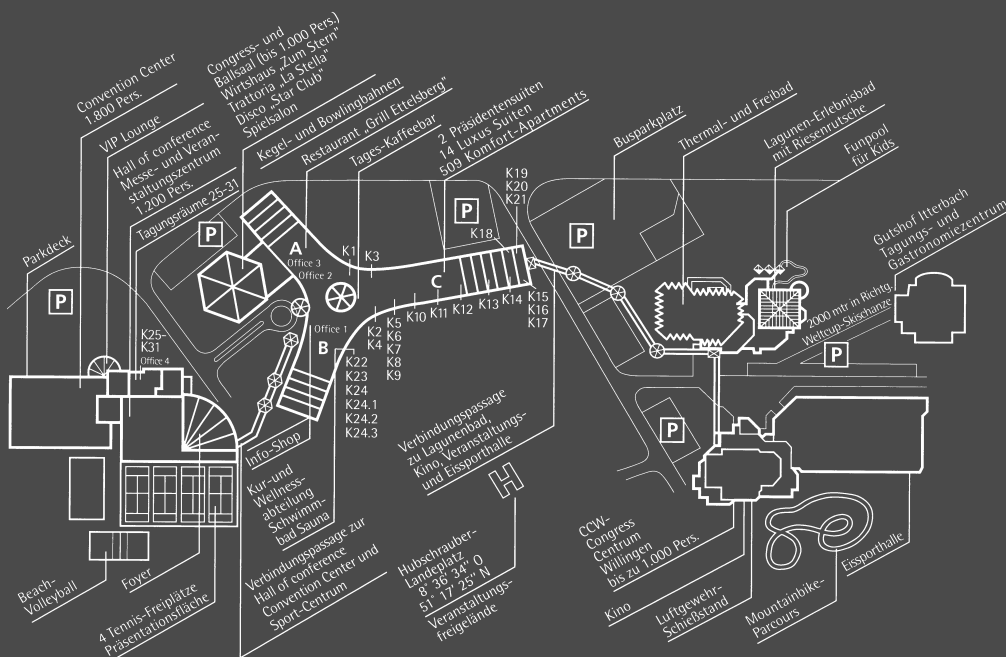 Convention Center
1.800 Pers.
VIP Lounge
Hall of conference
Messe- und Veran-
staltungszentrum
1.200 Pers.
Tagungsräume 25-31
Parkdeck
Congress- und
Ballsaal (bis 1.000 Pers.)
Wirtshaus „Zum Stern"
Trattoria „La Stella"
Disco „Star Club"
Spielsalon
Kegel- und Bowlingbahnen
Restaurant „Grill Ettelsberg"
Tages-Kaffeebar
2 Präsidentensuiten
14 Luxus Suiten
509 Komfort-Apartments
Busparkplatz
Thermal- und Freibad
Lagunen-Erlebnisbad
mit Riesenrutsche
Funpool
für Kids
Gutshof Itterbach
Tagungs- und
Gastronomiezentrum
2000 mtr in Richtg.
Weltcup-Skischanze
P
P
P
P
P
P
A
Office 3
Office 2
Office 1
B
C
K1
K3
K18
K19
K20
K21
K2
K4
K5
K6
K7
K8
K9
K10
K11
K12
K13
K14
K15
K16
K17
K22
K23
K24
K24.1
K24.2
K24.3
K25-
K31
Office 4
Info-Shop
Kur-und
Wellness-
abteilung
Schwimm-
bad Sauna
Verbindungspassage
zu Lagunenbad,
Kino, Veranstaltungs-
und Eissporthalle
H
Beach-
Volleyball
Foyer
4 Tennis-Freiplätze
Präsentationsfläche
Verbindungspassage zur
Hall of conference
Convention Center und
Sport-Centrum
Hubschrauber-
Landeplatz
8° 36' 34" O
51° 17' 25" N
Veranstaltungs-
freigelände
CCW-
Congress
Centrum
Willingen
bis zu 1.000 Pers.
Kino
Luftgewehr-
Schießstand
Mountainbike-
Parcours
Eissporthalle